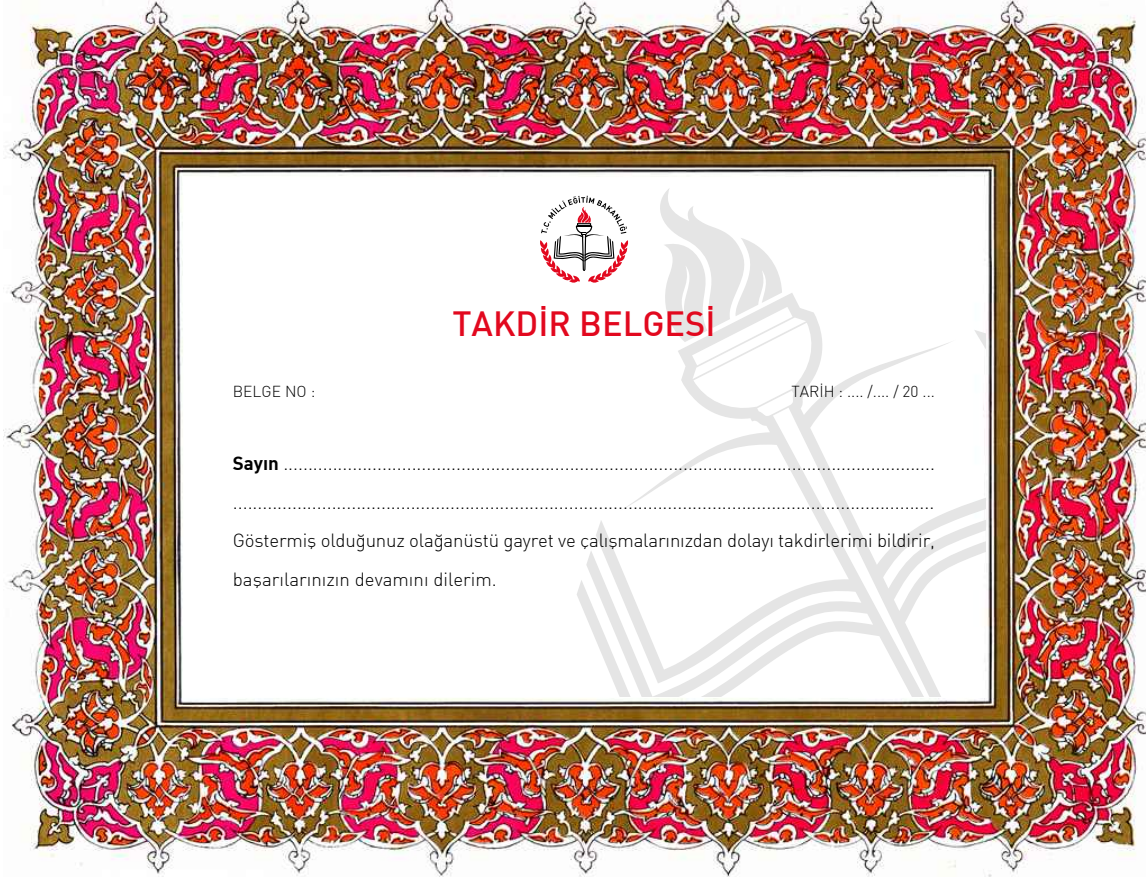 T.C. MİLLİ EĞİTİM BAKANLIĞI
TAKDİR BELGESİ
BELGE NO :
TARİH : .... /.... / 20 ...
Sayın ....................................................................................................................................
..............................................................................................................................................
Göstermiş olduğunuz olağanüstü gayret ve çalışmalarınızdan dolayı takdirlerimi bildirir,
başarılarınızın devamını dilerim.